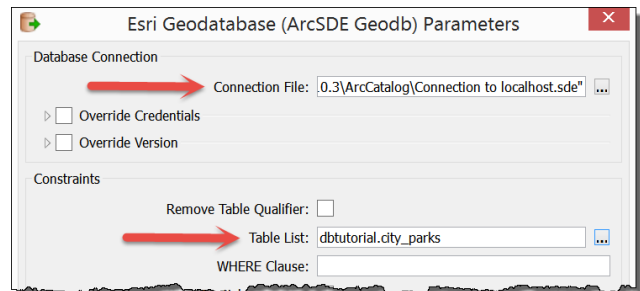 Esri Geodatabase (ArcSDE Geodb) Parameters
Database Connection
Connection File: .0.3\ArcCatalog\Connection to localhost.sde" ...
Override Credentials
Override Version
Constraints
Remove Table Qualifier:
Table List: dbtutorial.city_parks ...
WHERE Clause: